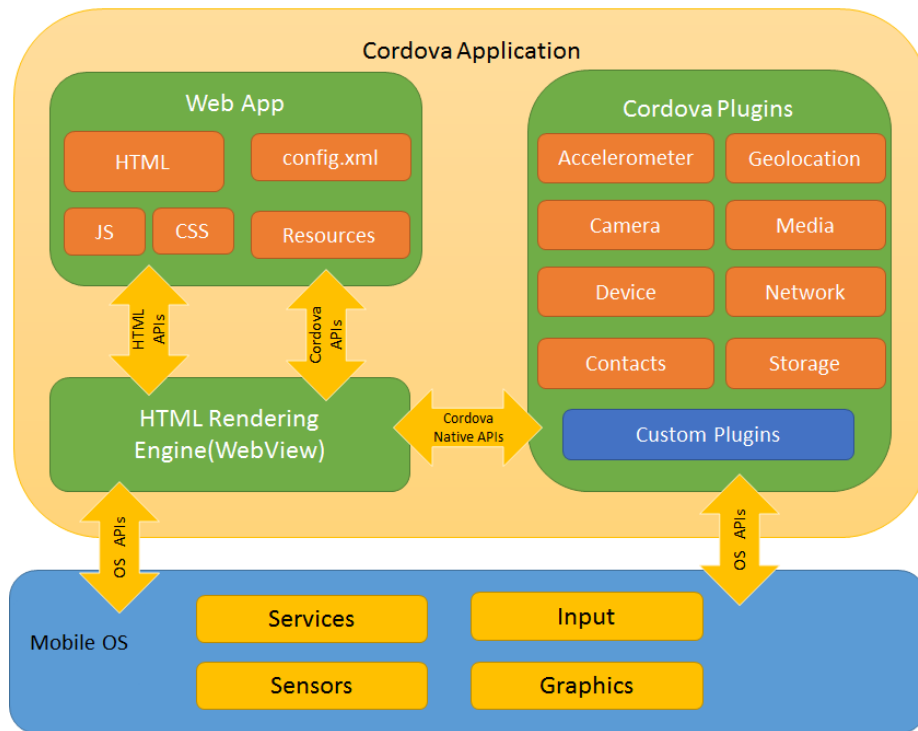 Cordova Application
Web App
HTML
config.xml
JS
CSS
Resources
HTML
APIs
Cordova
APIs
HTML Rendering
Engine(WebView)
Cordova
Native APIs
Cordova Plugins
Accelerometer
Geolocation
Camera
Media
Device
Network
Contacts
Storage
Custom Plugins
OS APIs
OS APIs
Mobile OS
Services
Input
Sensors
Graphics